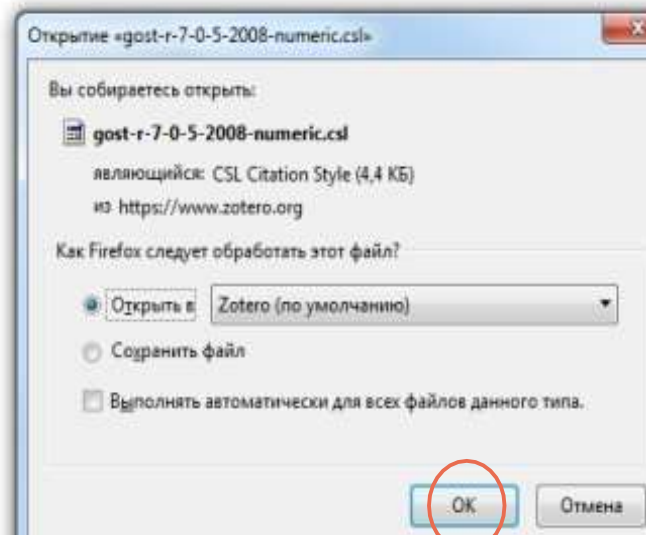 Открытие «gost-r-7-0-5-2008-numeric.csl»
Вы собираетесь открыть:
gost-r-7-0-5-2008-numeric.csl
являющийся: CSL Citation Style (4,4 КБ)
из https://www.zotero.org
Как Firefox следует обработать этот файл?
Открыть в Zotero (по умолчанию)
Сохранить файл
Выполнять автоматически для всех файлов данного типа.
ОК Отмена